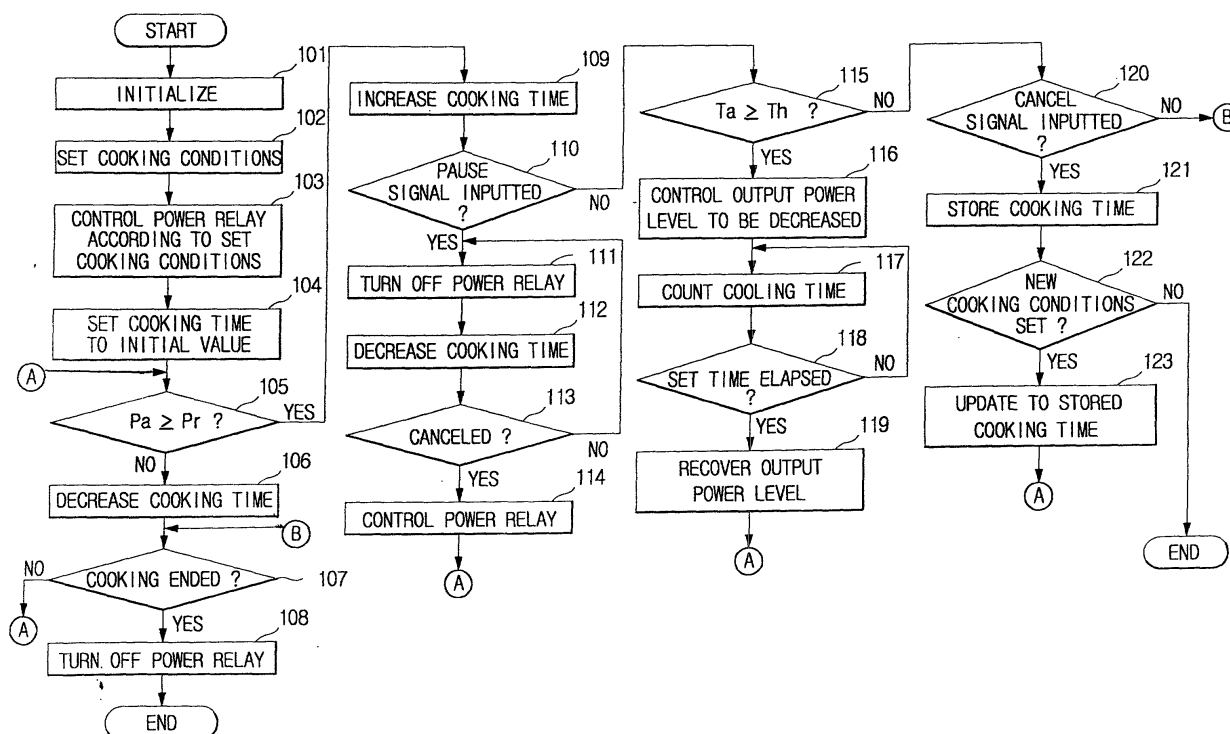 START
101
INITIALIZE
102
SET COOKING CONDITIONS
103
CONTROL POWER RELAY
ACCORDING TO SET
COOKING CONDITIONS
104
SET COOKING TIME
TO INITIAL VALUE
A
105
Pa ≥ Pr ?
YES
NO
106
DECREASE COOKING TIME
B
NO
COOKING ENDED ?
107
A
YES
108
TURN OFF POWER RELAY
END
109
INCREASE COOKING TIME
110
PAUSE
SIGNAL INPUTTED
?
NO
YES
111
TURN OFF POWER RELAY
112
DECREASE COOKING TIME
113
CANCELED ?
NO
YES
114
CONTROL POWER RELAY
A
115
Ta ≥ Th ?
NO
YES
116
CONTROL OUTPUT POWER
LEVEL TO BE DECREASED
117
COUNT COOLING TIME
118
SET TIME ELAPSED
?
NO
YES
119
RECOVER OUTPUT
POWER LEVEL
A
120
CANCEL
SIGNAL INPUTTED
?
NO
B
YES
121
STORE COOKING TIME
122
NEW
COOKING CONDITIONS
SET ?
NO
YES
123
UPDATE TO STORED
COOKING TIME
A
END